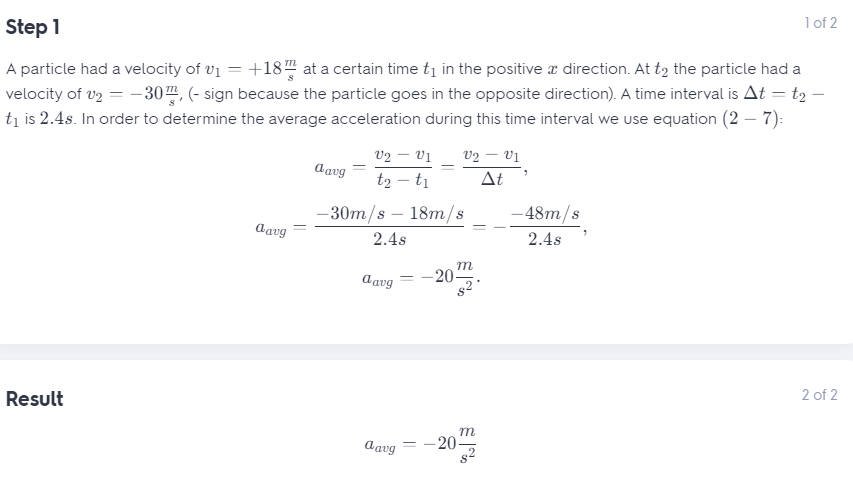 Step 1
1 of 2
A particle had a velocity of v₁ = +18 m/s at a certain time t₁ in the positive x direction. At t₂ the particle had a
velocity of v₂ = −30 m/s, (- sign because the particle goes in the opposite direction). A time interval is Δt = t₂ −
t₁ is 2.4s. In order to determine the average acceleration during this time interval we use equation (2 − 7):
a_avg = (v₂ − v₁)/(t₂ − t₁) = (v₂ − v₁)/Δt,
a_avg = (−30m/s − 18m/s)/2.4s = − (−48m/s)/2.4s,
a_avg = −20 m/s².
Result
2 of 2
a_avg = −20 m/s²